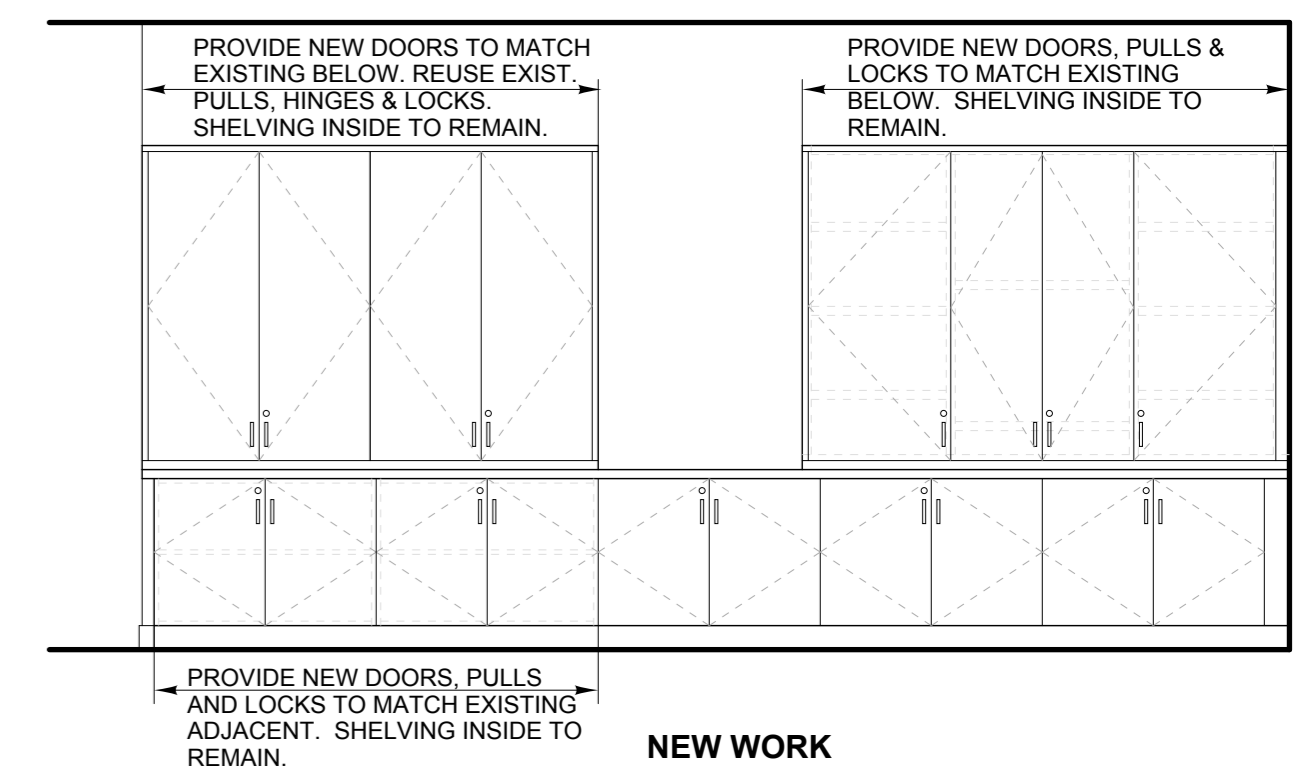 PROVIDE NEW DOORS TO MATCH
EXISTING BELOW. REUSE EXIST.
PULLS, HINGES & LOCKS.
SHELVING INSIDE TO REMAIN.
PROVIDE NEW DOORS, PULLS &
LOCKS TO MATCH EXISTING
BELOW. SHELVING INSIDE TO
REMAIN.
PROVIDE NEW DOORS, PULLS
AND LOCKS TO MATCH EXISTING
ADJACENT. SHELVING INSIDE TO
REMAIN.
NEW WORK